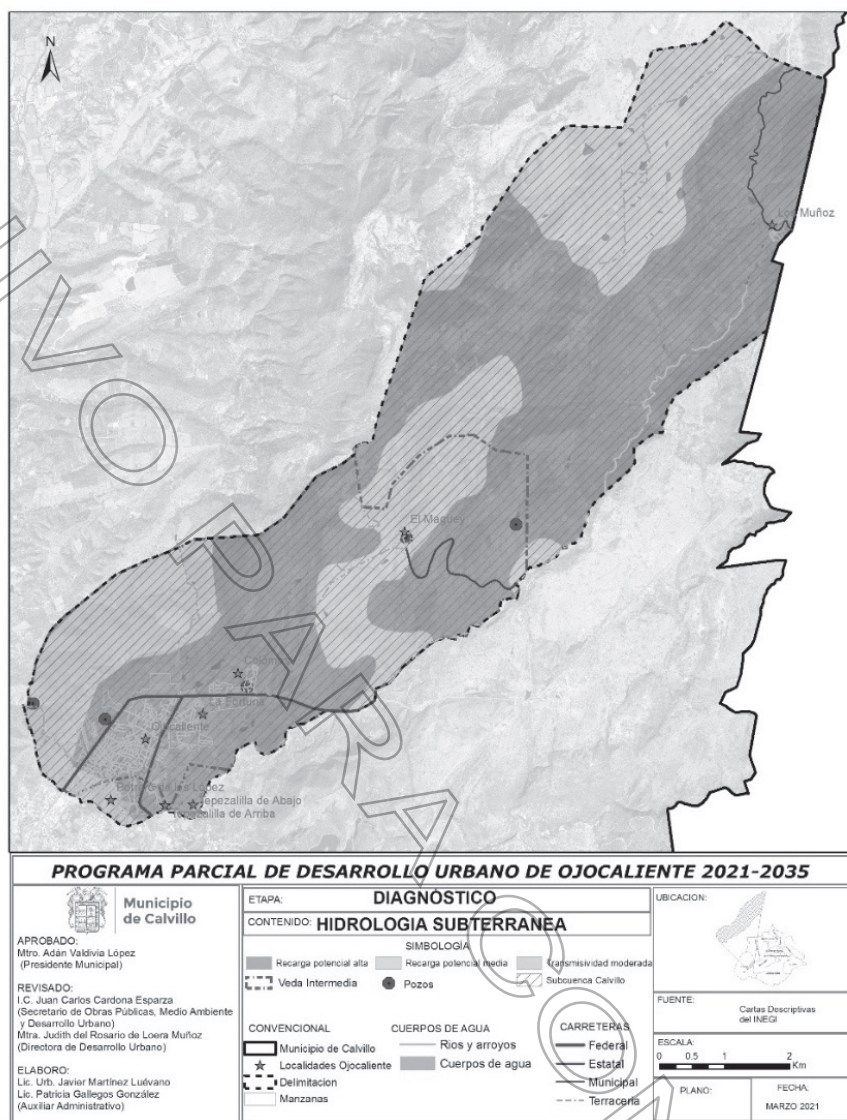 N
Los Muñoz
El Maguey
La Fortuna
Ojocaliente
Tepezalilla de Abajo
Tepezalilla de Arriba
PARA CO
PROGRAMA PARCIAL DE DESARROLLO URBANO DE OJOCALIENTE 2021-2035
Municipio
de Calvillo
APROBADO:
Mtro. Adán Valdivia López
(Presidente Municipal)
REVISADO:
I.C. Juan Carlos Cardona Esparza
(Secretario de Obras Públicas, Medio Ambiente
y Desarrollo Urbano)
Mtra. Judith del Rosario de Loera Muñoz
(Directora de Desarrollo Urbano)
ELABORO:
Lic. Urb. Javier Martínez Luévano
Lic. Patricia Gallegos González
(Auxiliar Administrativo)
ETAPA: DIAGNÓSTICO
CONTENIDO: HIDROLOGIA SUBTERRANEA
SIMBOLOGÍA
Recarga potencial alta
Recarga potencial media
Transmisividad moderada
Veda Intermedia
Pozos
Subcuenca Calvillo
CONVENCIONAL
Municipio de Calvillo
Localidades Ojocaliente
Delimitacion
Manzanas
CUERPOS DE AGUA
Rios y arroyos
Cuerpos de agua
CARRETERAS
Federal
Estatal
Municipal
Terracería
UBICACION:
FUENTE:
Cartas Descriptivas
del INEGI
ESCALA:
0 0.5 1 2
Km
PLANO:
FECHA:
MARZO 2021